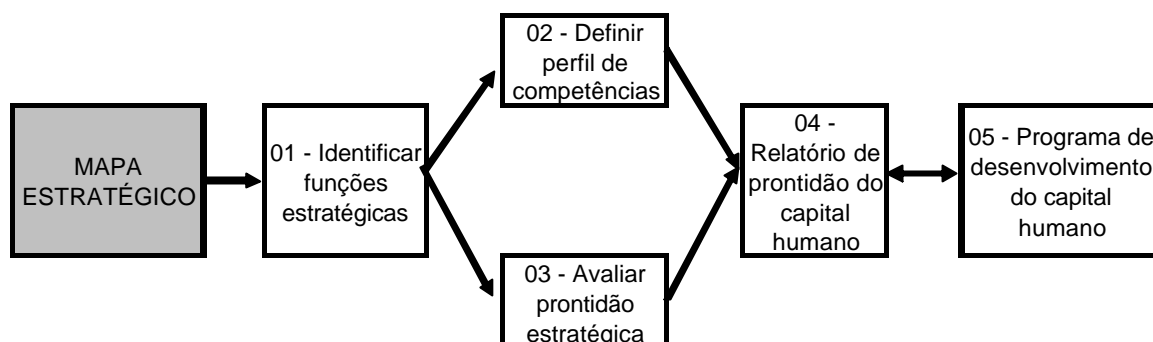 MAPA
ESTRATÉGICO
01 - Identificar
funções
estratégicas
02 - Definir
perfil de
competências
03 - Avaliar
prontidão
estratégica
04 -
Relatório de
prontidão do
capital
humano
05 - Programa de
desenvolvimento
do capital
humano